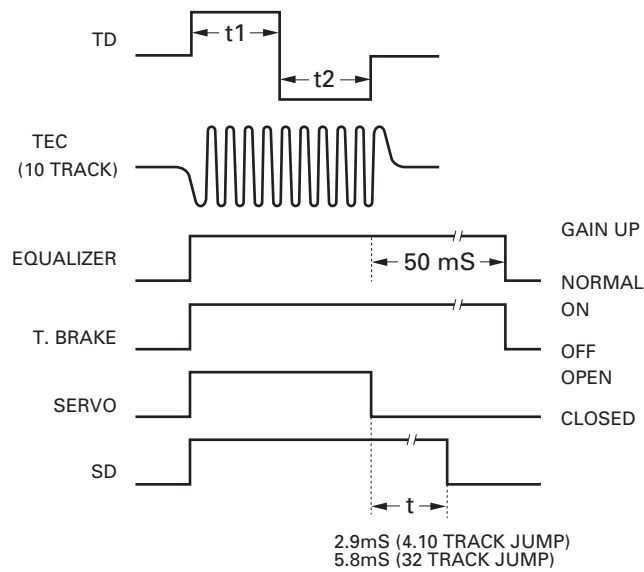 TD
t1
t2
TEC
(10 TRACK)
EQUALIZER
50 mS
GAIN UP
NORMAL
T. BRAKE
ON
OFF
SERVO
OPEN
CLOSED
SD
t
2.9mS (4.10 TRACK JUMP)
5.8mS (32 TRACK JUMP)